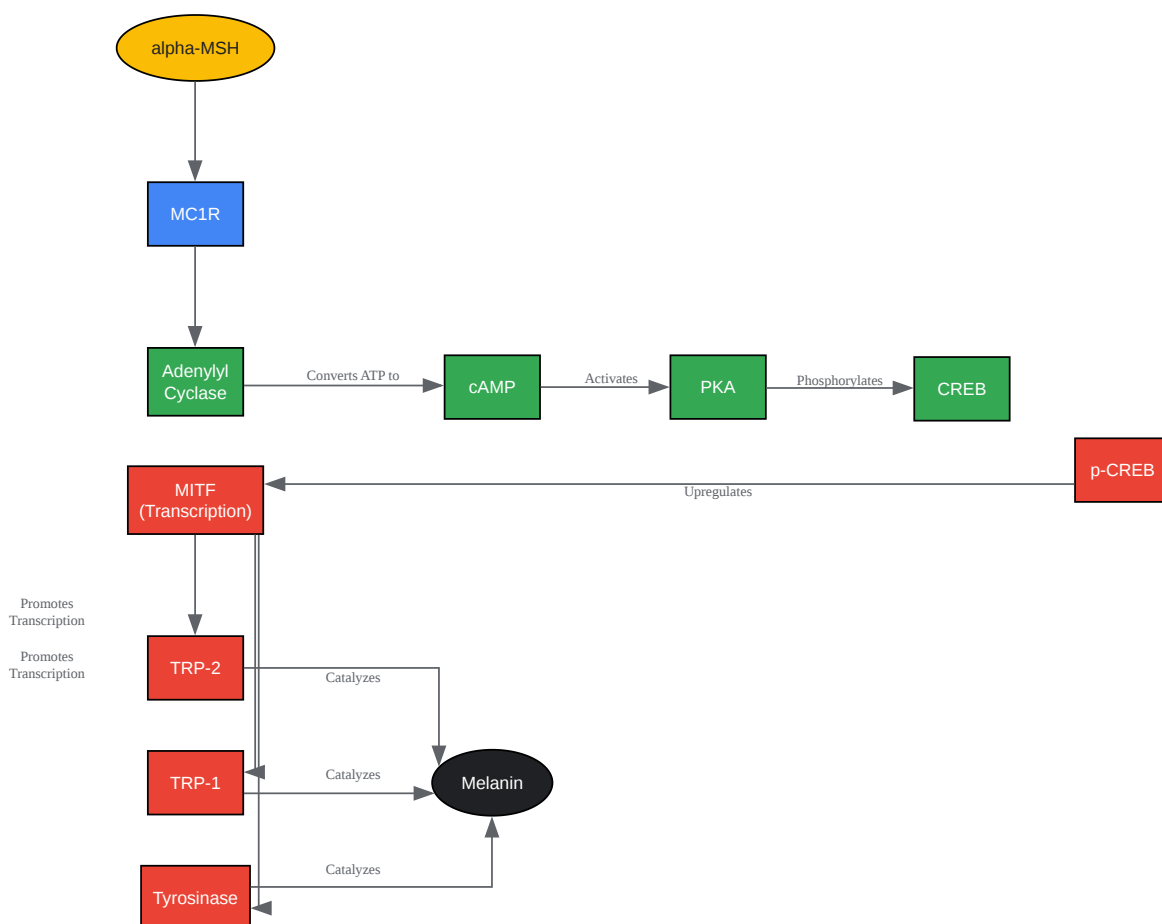 alpha-MSH
MC1R
Adenylyl
Cyclase
Converts ATP to
cAMP
Activates
PKA
Phosphorylates
CREB
p-CREB
MITF
(Transcription)
Upregulates
Promotes
Transcription
Promotes
Transcription
TRP-2
Catalyzes
TRP-1
Catalyzes
Melanin
Catalyzes
Tyrosinase